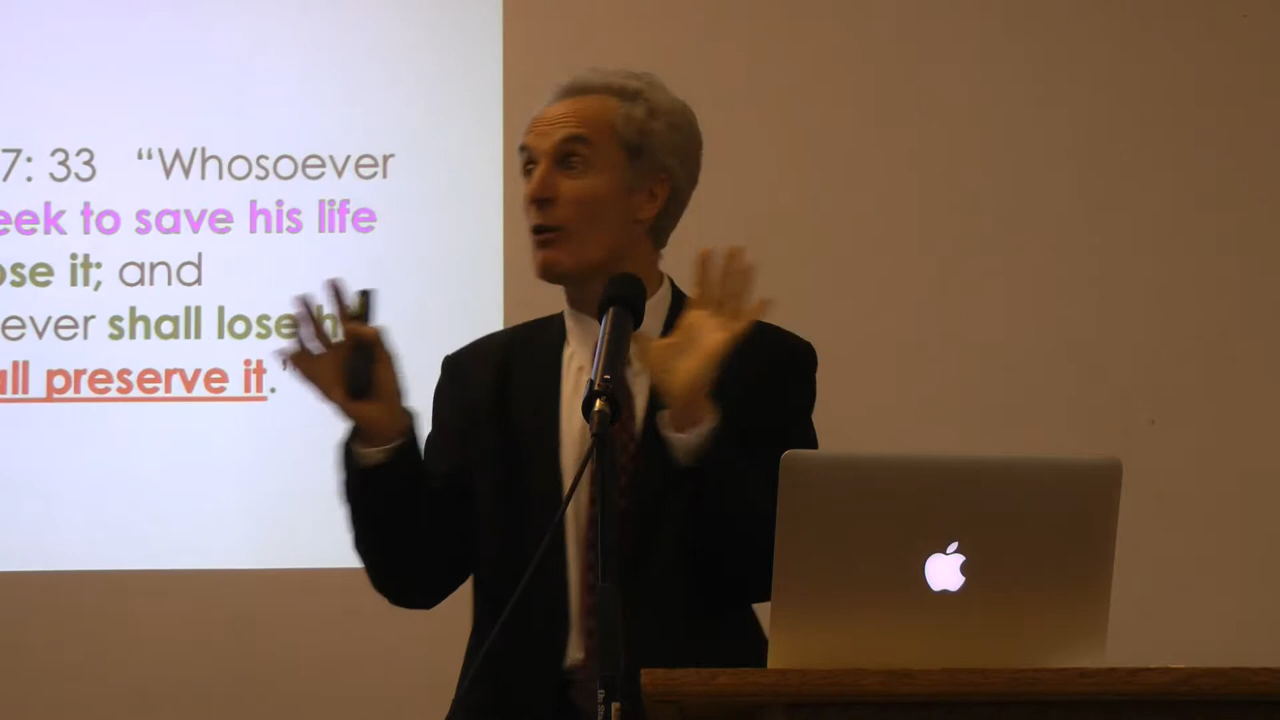 7: 33 “Whosoever
eek to save his life
ose it; and
ever shall lose h
all preserve it.”